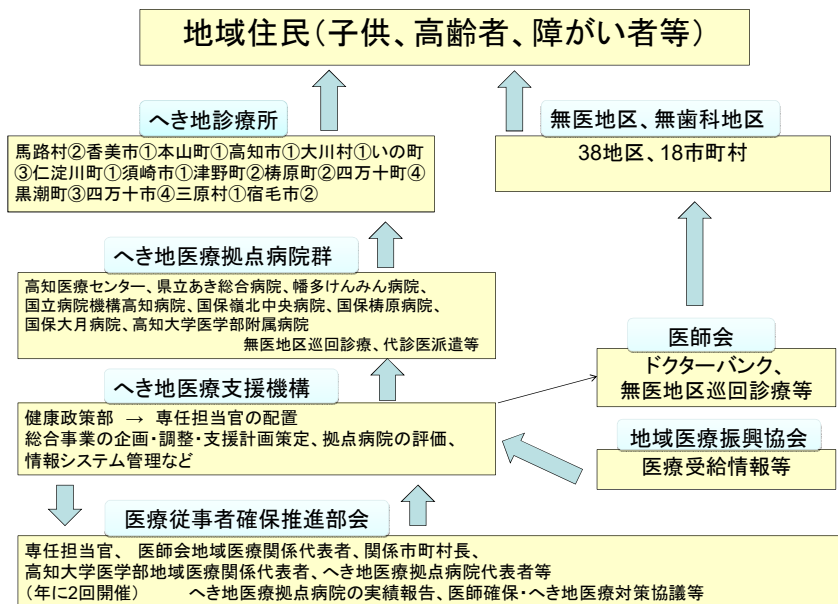 地域住民（子供、高齢者、障がい者等）
へき地診療所
馬路村②香美市①本山町①高知市①大川村①いの町
③仁淀川町①須崎市①津野町②梼原町②四万十町④
黒潮町③四万十市④三原村①宿毛市②
無医地区、無歯科地区
38地区、18市町村
へき地医療拠点病院群
高知医療センター、県立あき総合病院、幡多けんみん病院、
国立病院機構高知病院、国保嶺北中央病院、国保梼原病院、
国保大月病院、高知大学医学部附属病院
無医地区巡回診療、代診医派遣等
医師会
ドクターバンク、
無医地区巡回診療等
へき地医療支援機構
健康政策部 → 専任担当官の配置
総合事業の企画・調整・支援計画策定、拠点病院の評価、
情報システム管理など
地域医療振興協会
医療受給情報等
医療従事者確保推進部会
専任担当官、 医師会地域医療関係代表者、関係市町村長、
高知大学医学部地域医療関係代表者、へき地医療拠点病院代表者等
（年に2回開催） へき地医療拠点病院の実績報告、医師確保・へき地医療対策協議等